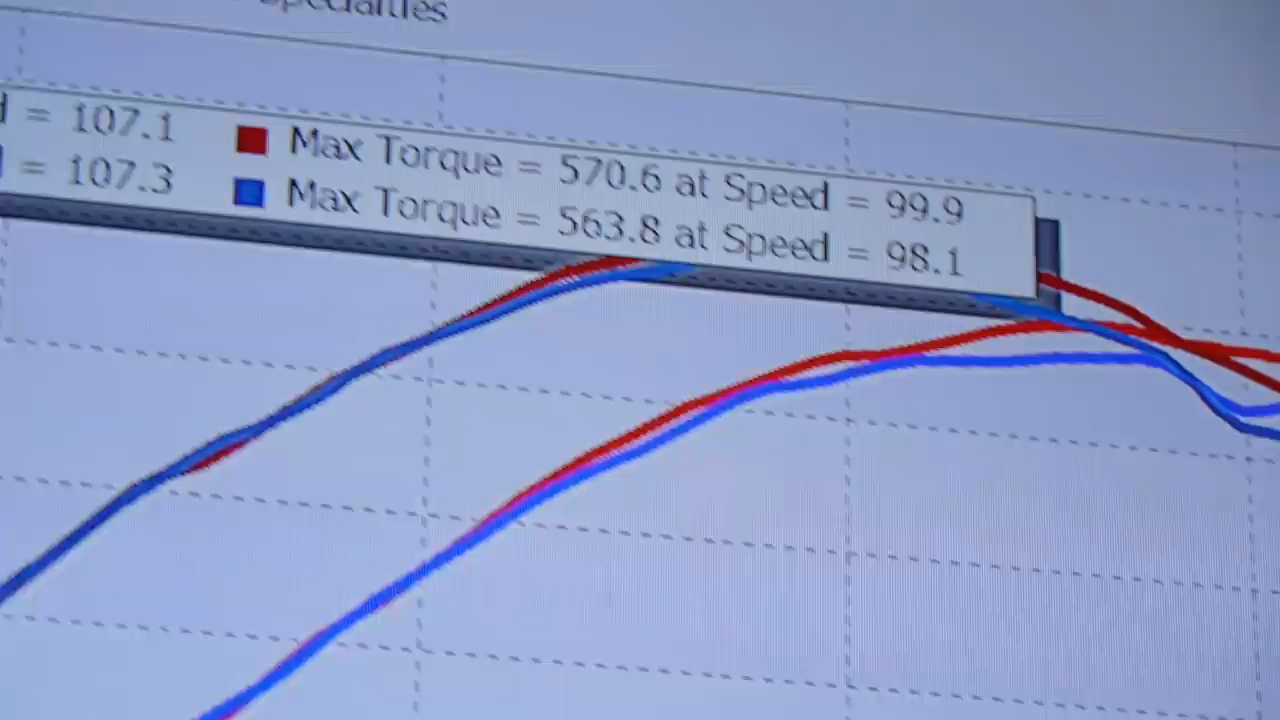 Specialties
= 107.1 Max Torque = 570.6 at Speed = 99.9
= 107.3 Max Torque = 563.8 at Speed = 98.1